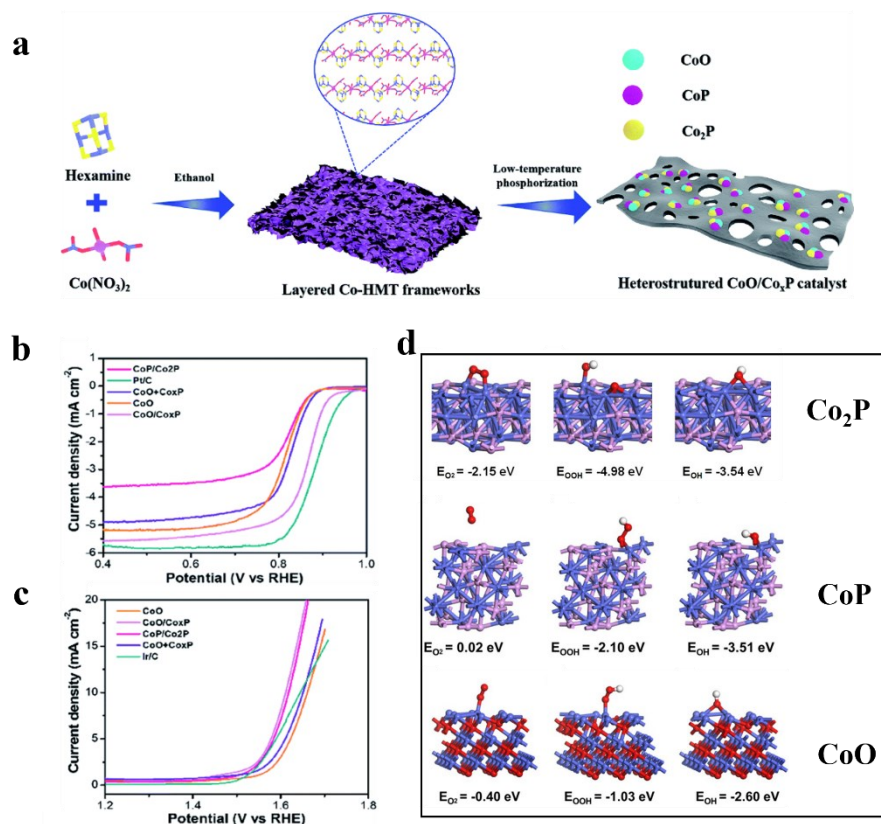 a
Hexamine
Co(NO3)2
Ethanol
Layered Co-HMT frameworks
Low-temperature
phosphorization
CoO
CoP
Co2P
Heterostrutured CoO/CoxP catalyst
b
Current density (mA cm-2)
1
0
-1
-2
-3
-4
-5
-6
CoP/Co2P
Pt/C
CoO+CoxP
CoO
CoO/CoxP
0.4
0.6
0.8
1.0
Potential (V vs RHE)
c
Current density (mA cm-2)
20
15
10
5
0
CoO
CoO/CoxP
CoP/Co2P
CoO+CoxP
Ir/C
1.2
1.4
1.6
1.8
Potential (V vs RHE)
d
Co2P
EO2 = -2.15 eV
EOOH = -4.98 eV
EOH = -3.54 eV
CoP
EO2 = 0.02 eV
EOOH = -2.10 eV
EOH = -3.51 eV
CoO
EO2 = -0.40 eV
EOOH = -1.03 eV
EOH = -2.60 eV